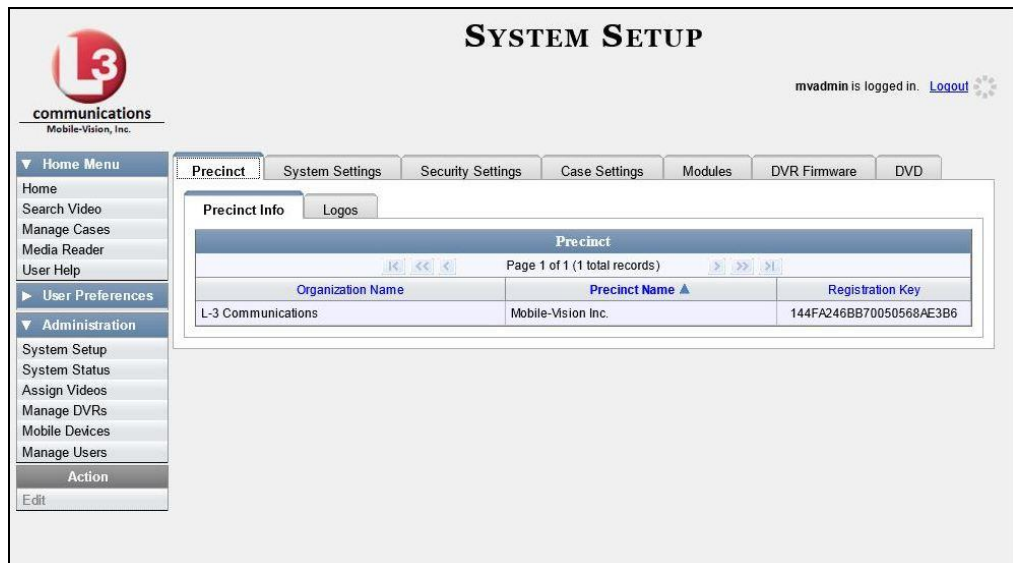 SYSTEM SETUP
L3
communications
Mobile-Vision, Inc.
mvadmin is logged in. Logout
▼ Home Menu
Home
Search Video
Manage Cases
Media Reader
User Help
▶ User Preferences
▼ Administration
System Setup
System Status
Assign Videos
Manage DVRs
Mobile Devices
Manage Users
Action
Edit
Precinct System Settings Security Settings Case Settings Modules DVR Firmware DVD
Precinct Info Logos
Precinct
|< << < Page 1 of 1 (1 total records) > >> >|
Organization Name Precinct Name ▲ Registration Key
L-3 Communications Mobile-Vision Inc. 144FA246BB70050568AE3B6